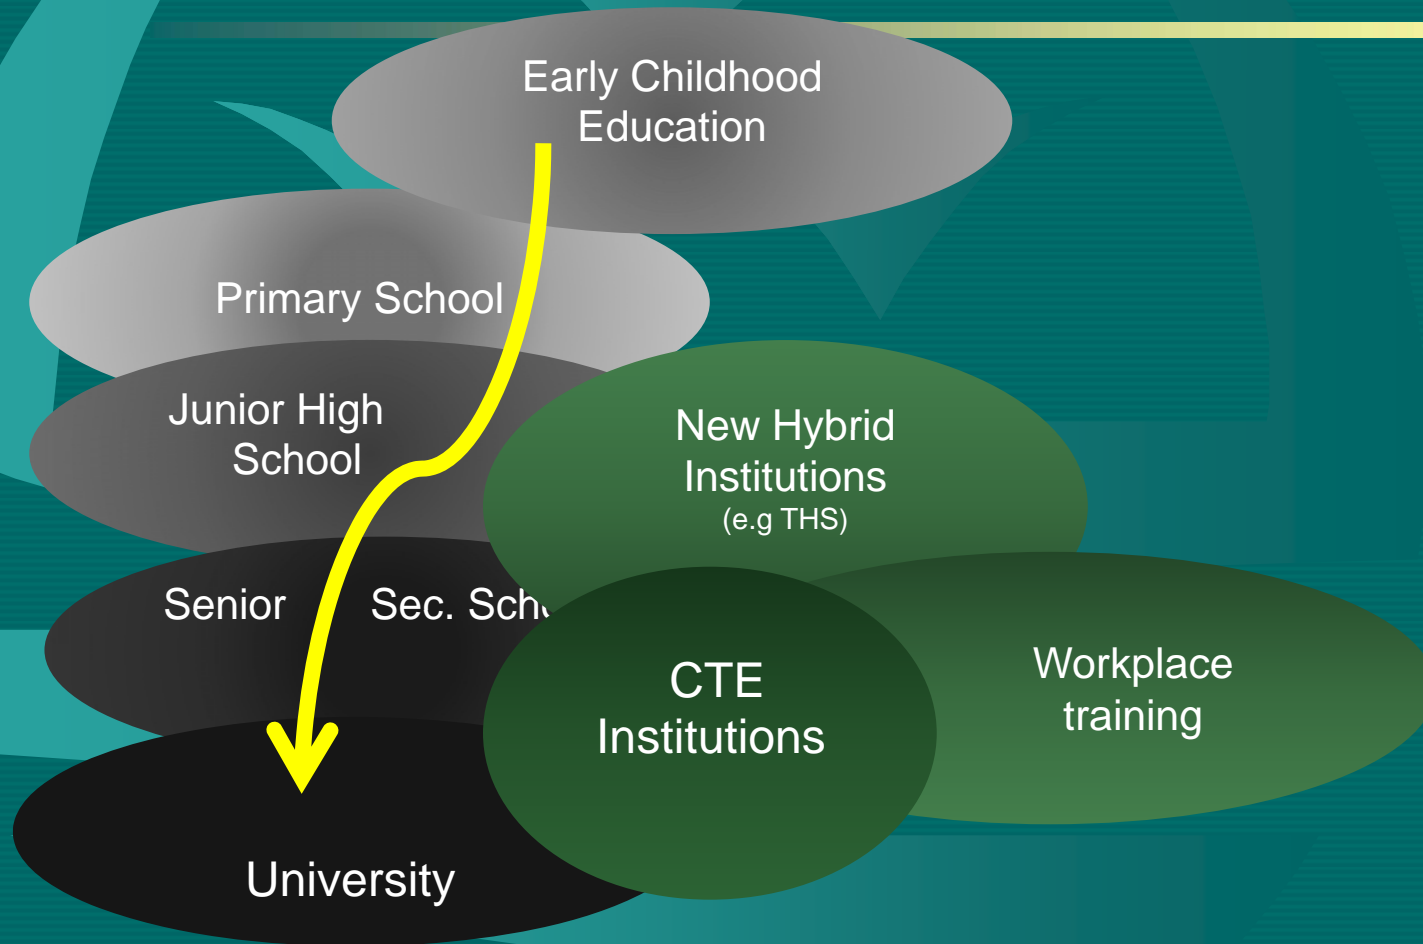 Early Childhood
Education
Primary School
Junior High
School
New Hybrid
Institutions
(e.g THS)
Senior Sec. Scho
CTE
Institutions
Workplace
training
University